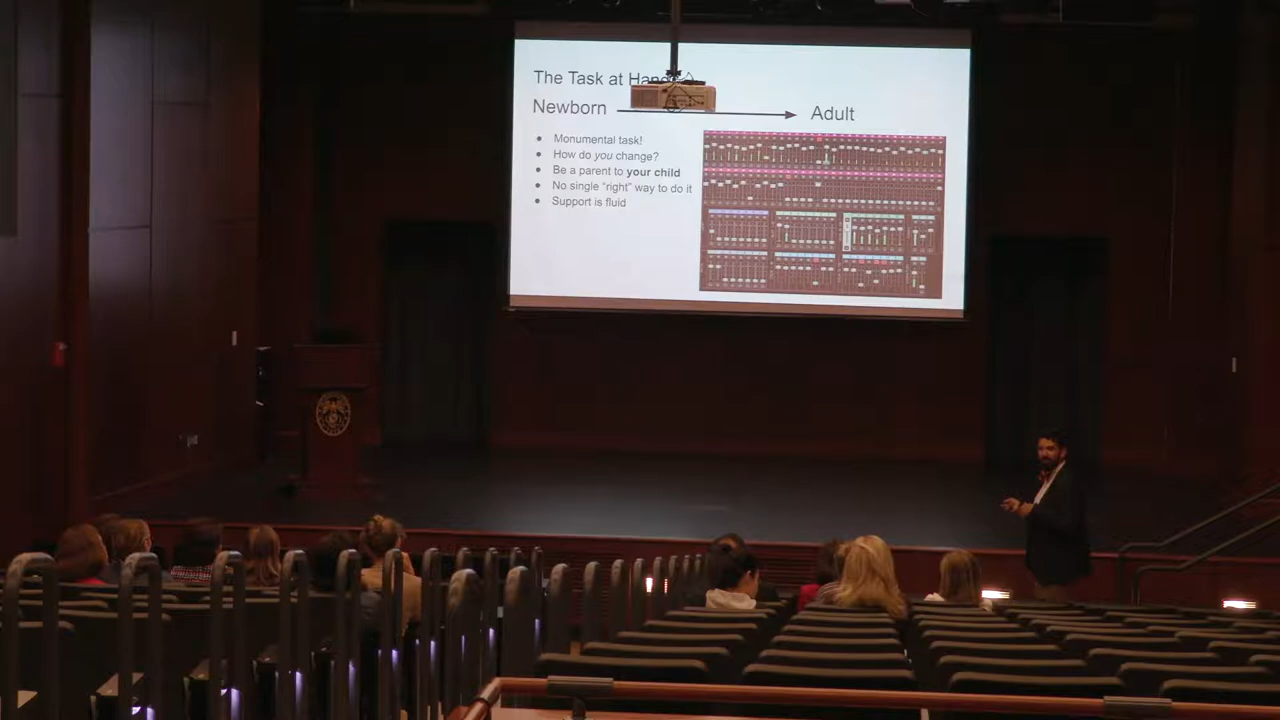 The Task at Hand
Newborn
Adult
Monumental task!
How do you change?
Be a parent to your child
No single “right” way to do it
Support is fluid